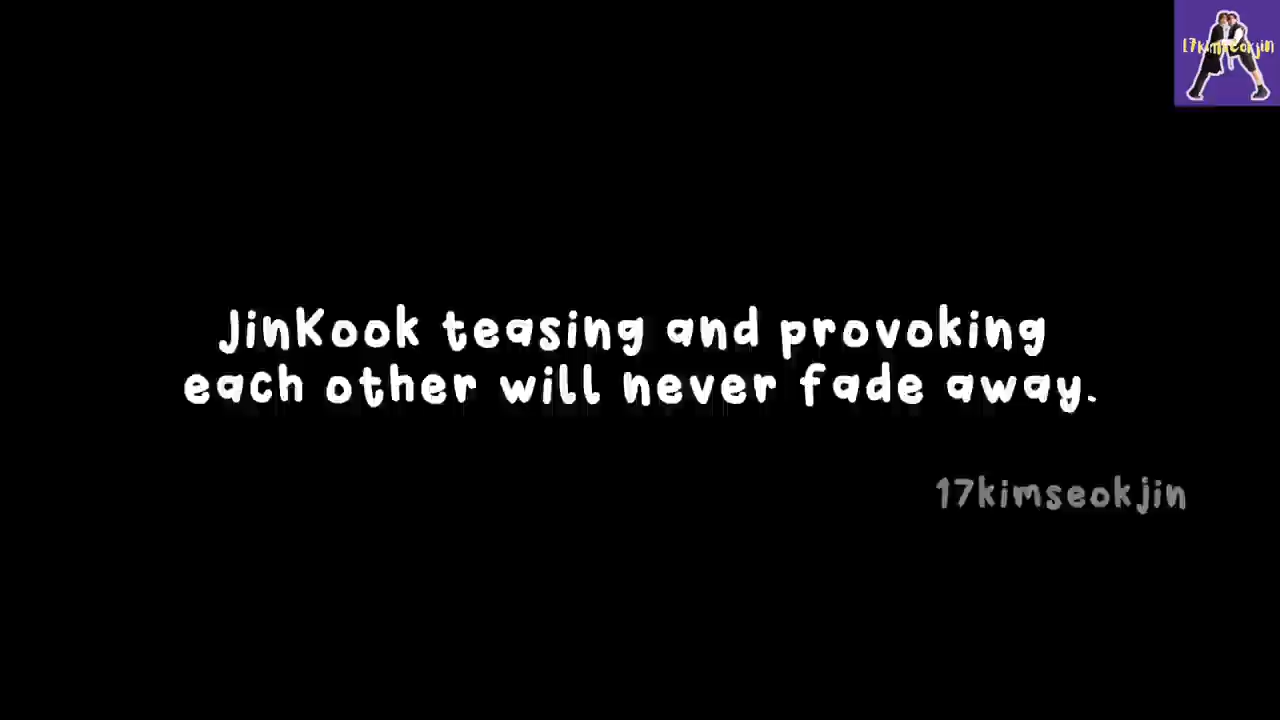 17kimseokjin
JinKook teasing and provoking
each other will never fade away.
17kimseokjin